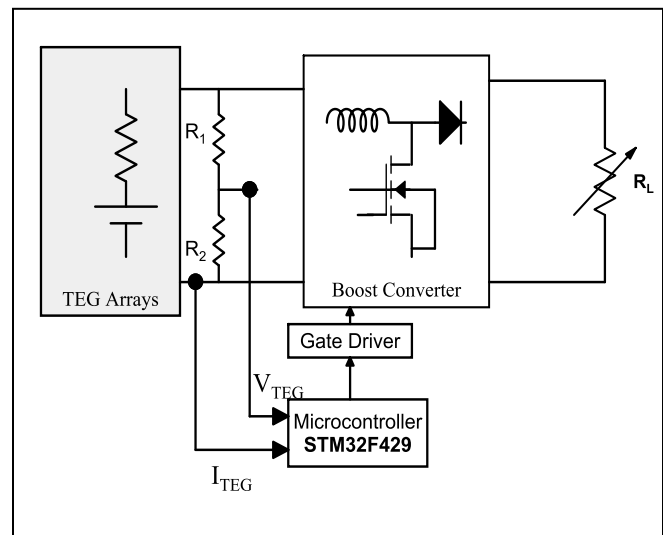 R1
R2
RL
TEG Arrays
Boost Converter
Gate Driver
VTEG
Microcontroller
STM32F429
ITEG